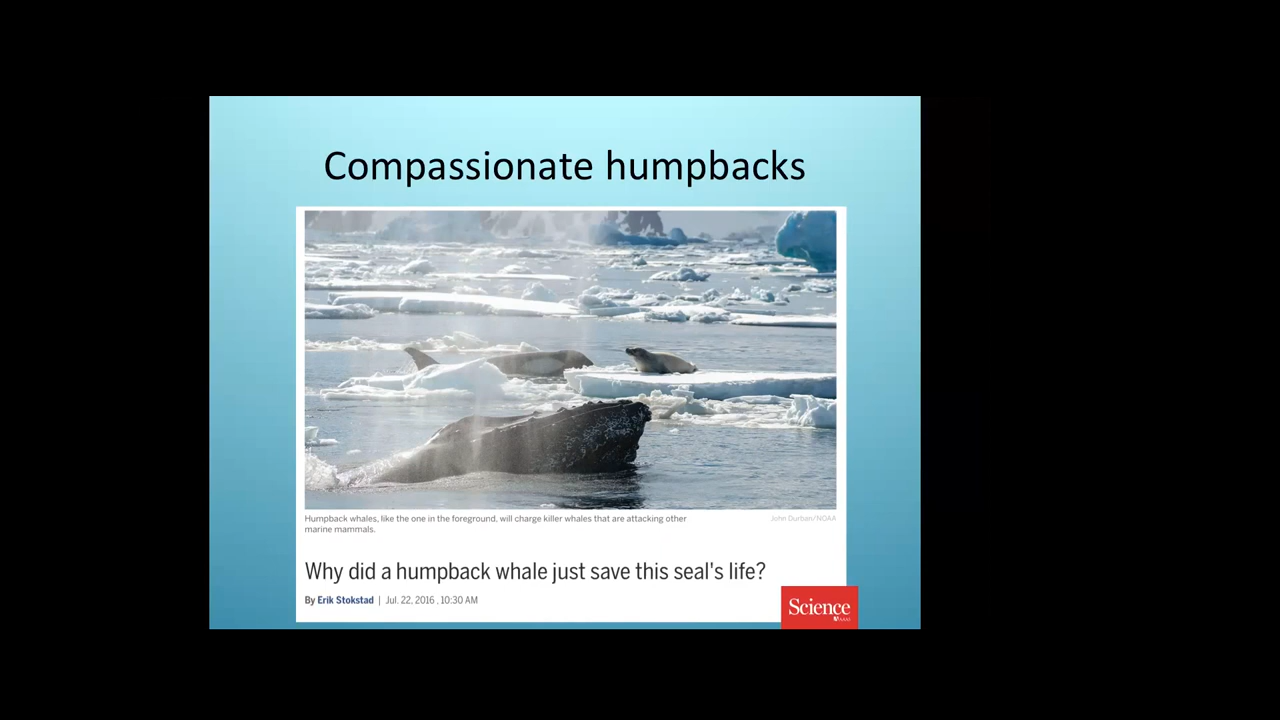 Compassionate humpbacks
Humpback whales, like the one in the foreground, will charge killer whales that are attacking other
marine mammals.
John Durban/NOAA
Why did a humpback whale just save this seal's life?
By Erik Stokstad | Jul. 22, 2016 , 10:30 AM
Science
AAAS